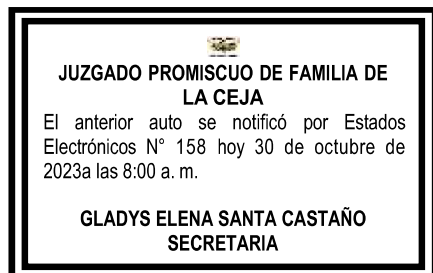 JUZGADO PROMISCUO DE FAMILIA DE
LA CEJA
El anterior auto se notificó por Estados
Electrónicos N° 158 hoy 30 de octubre de
2023a las 8:00 a. m.
GLADYS ELENA SANTA CASTAÑO
SECRETARIA